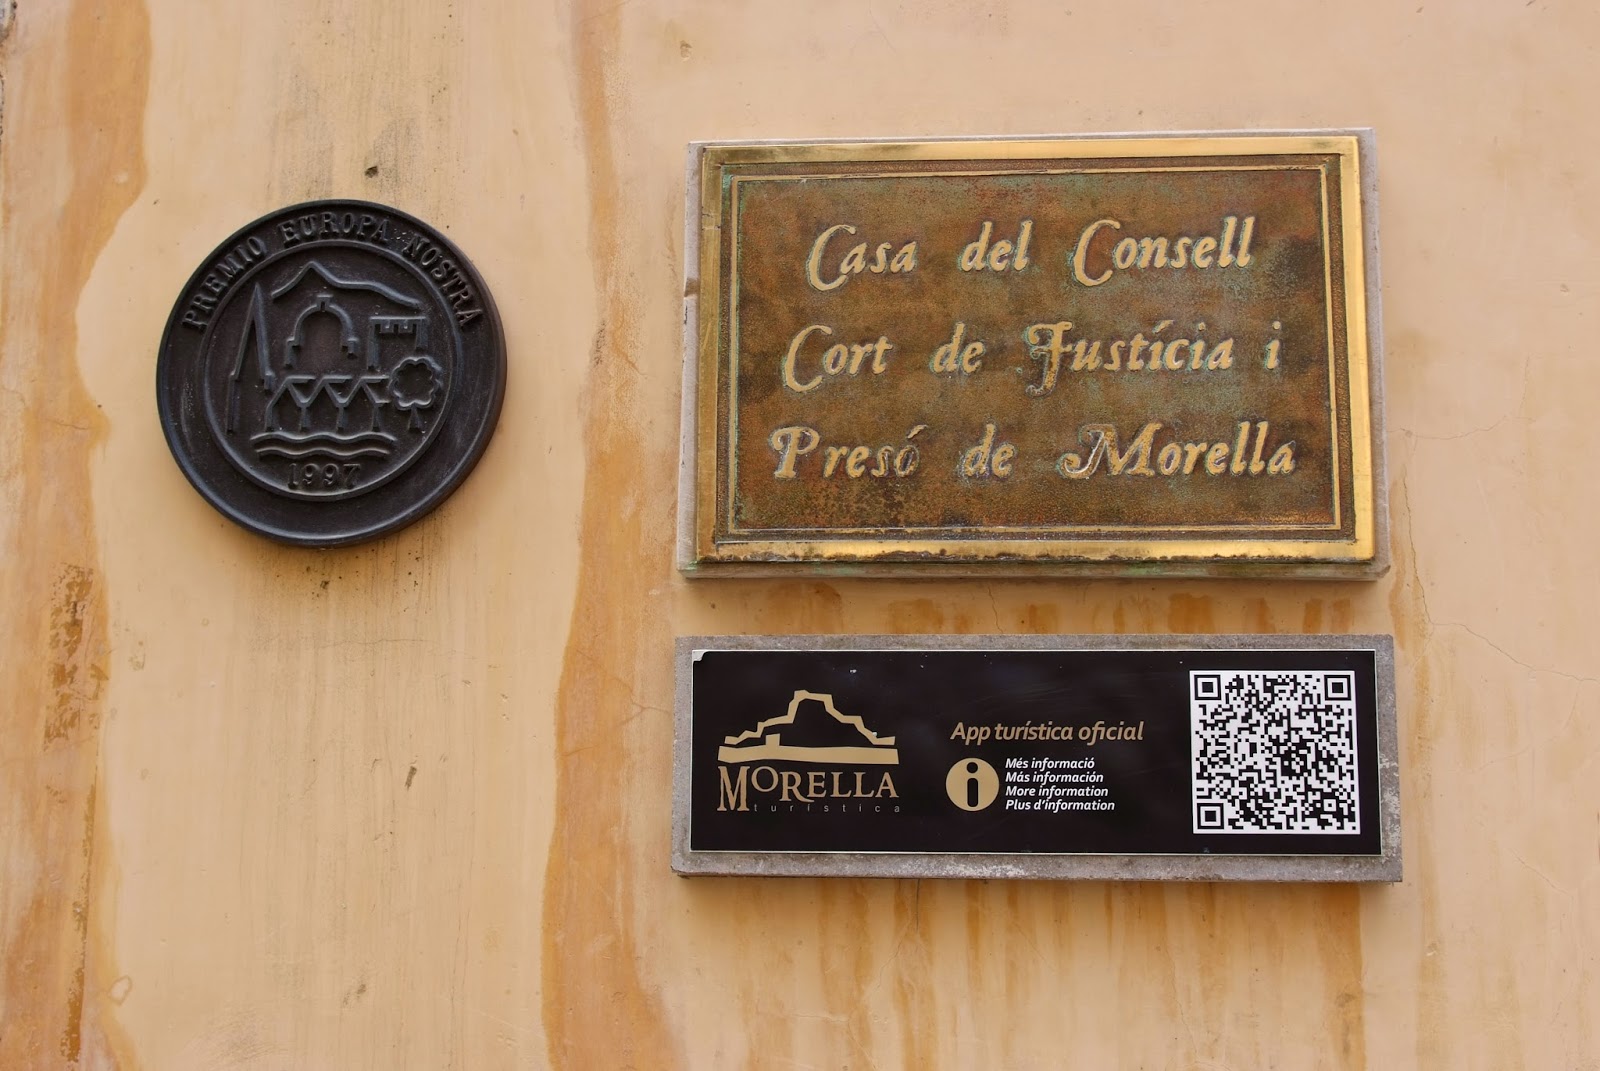 PREMIO EUROPA NOSTRA
1997
Casa del Consell
Cort de Justícia i
Presó de Morella
MORELLA
turística
App turística oficial
i
Més informació
Más información
More information
Plus d'information